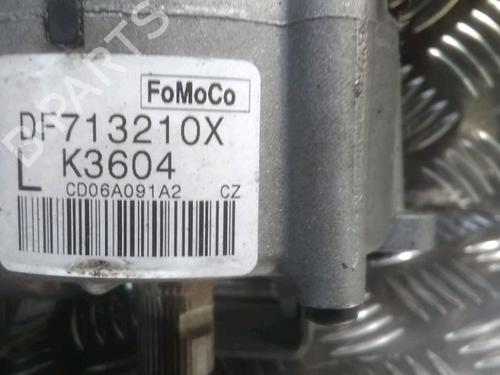 B-PARTS
FoMoCo
DF713210X
L K3604
CD06A091A2 CZ